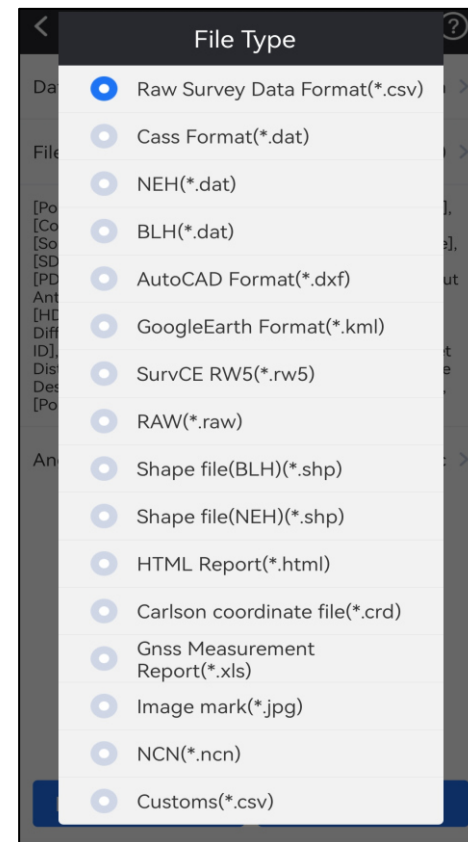 File Type
Raw Survey Data Format(*.csv)
Cass Format(*.dat)
NEH(*.dat)
BLH(*.dat)
AutoCAD Format(*.dxf)
GoogleEarth Format(*.kml)
SurvCE RW5(*.rw5)
RAW(*.raw)
Shape file(BLH)(*.shp)
Shape file(NEH)(*.shp)
HTML Report(*.html)
Carlson coordinate file(*.crd)
Gnss Measurement
Report(*.xls)
Image mark(*.jpg)
NCN(*.ncn)
Customs(*.csv)